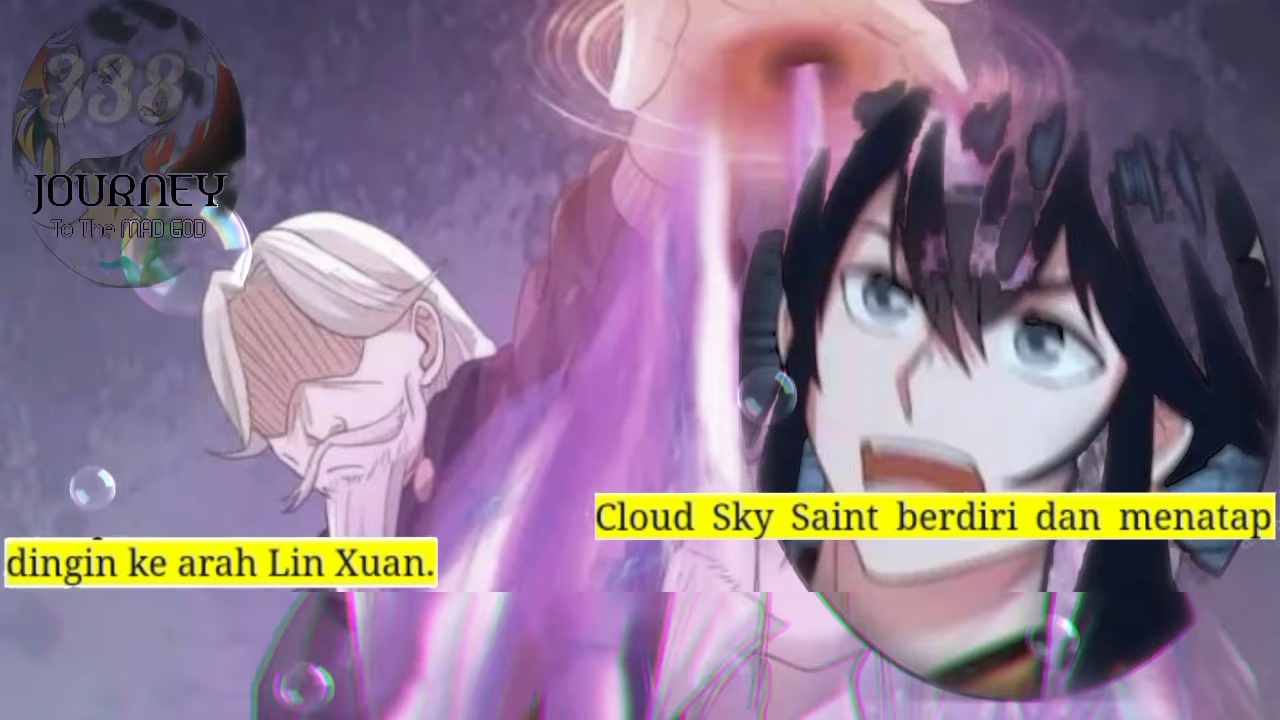 338
JOURNEY
To The MAD GOD
Cloud Sky Saint berdiri dan menatap
dingin ke arah Lin Xuan.